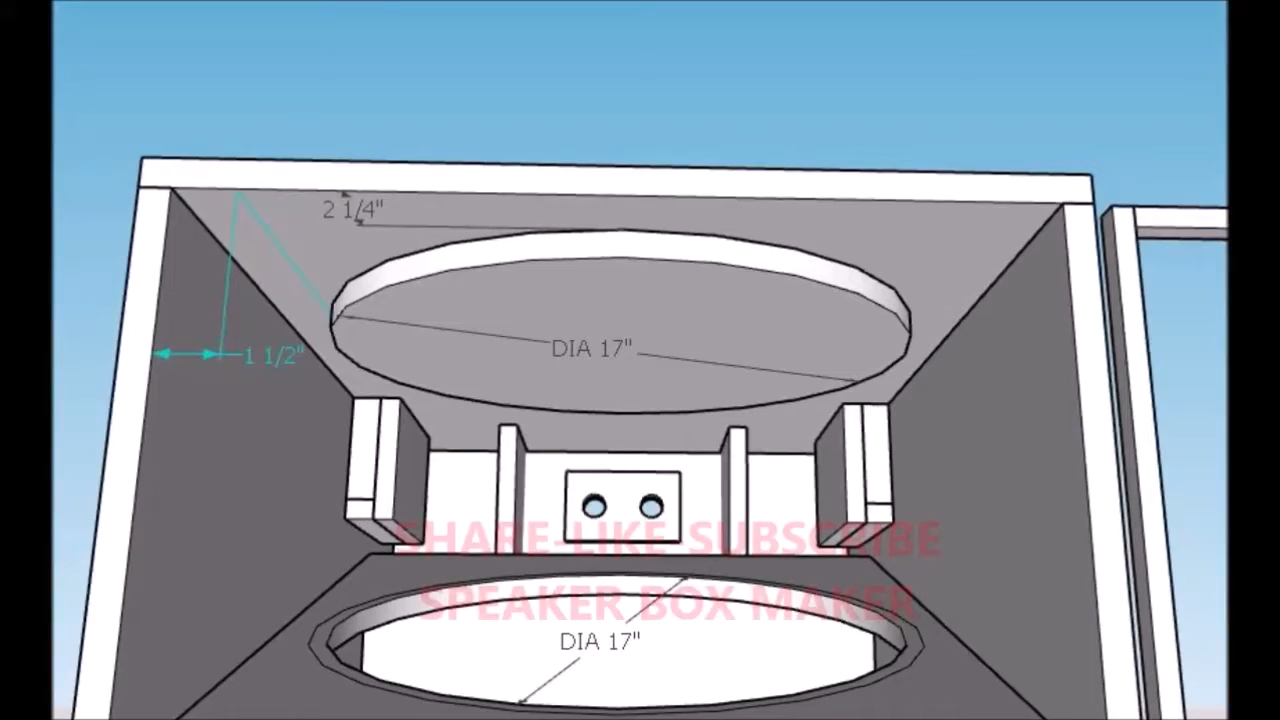 2 1/4"
DIA 17"
1 1/2"
SHARE-LIKE SUBSCRIBE
SPEAKER BOX MAKER
DIA 17"